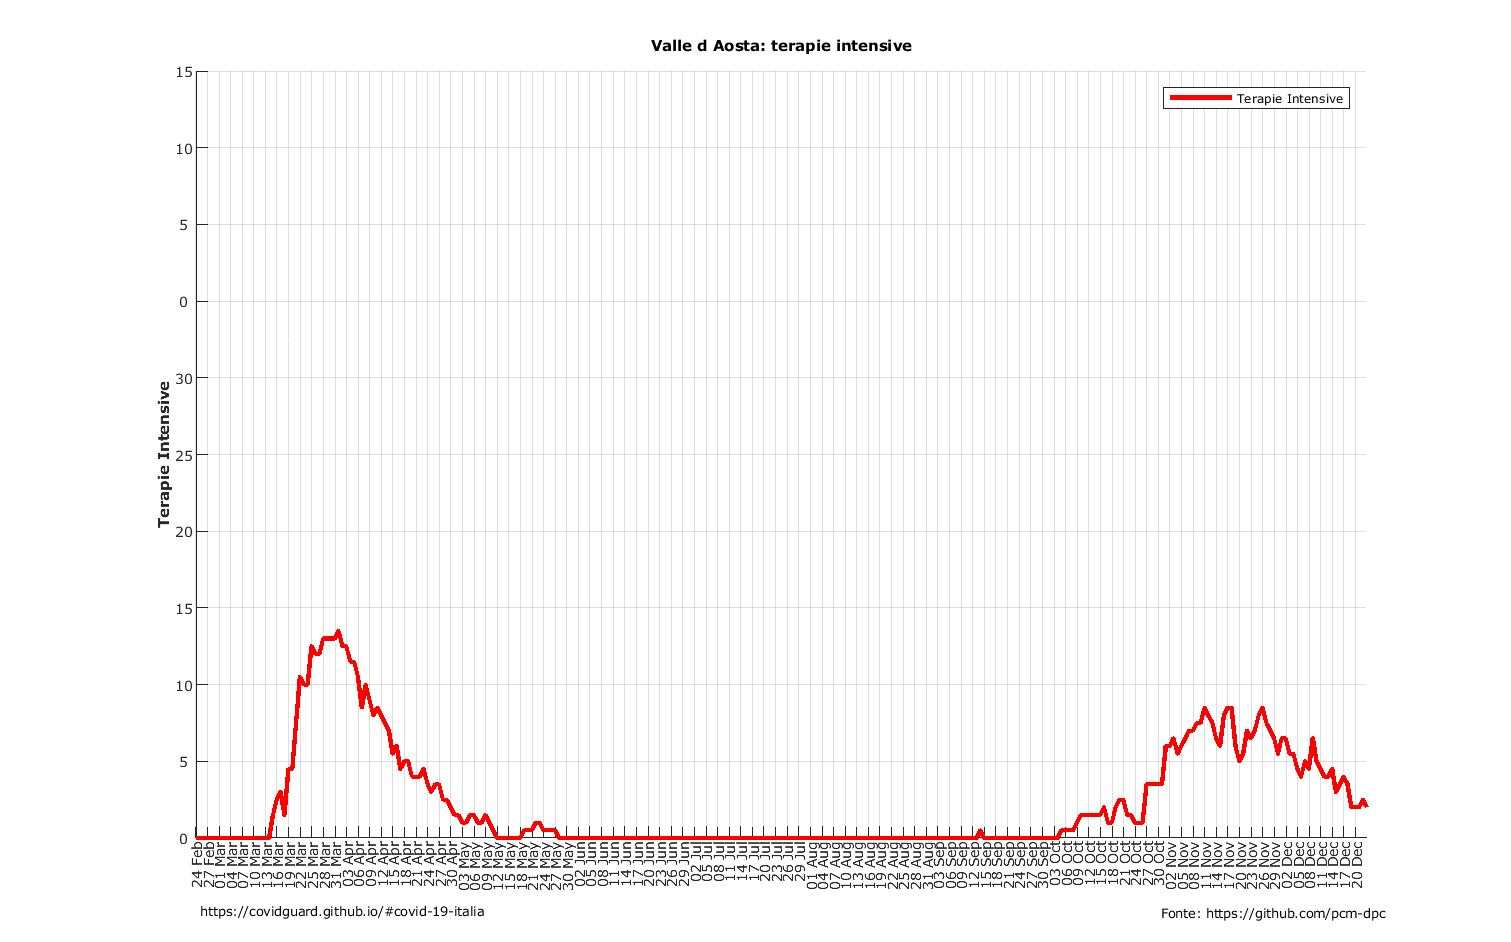 Valle d Aosta: terapie intensive
Terapie Intensive
15
10
5
0
30
25
20
15
10
5
0
Terapie Intensive
24 Feb
27 Feb
01 Mar
04 Mar
07 Mar
10 Mar
13 Mar
16 Mar
19 Mar
22 Mar
25 Mar
28 Mar
31 Mar
03 Apr
06 Apr
09 Apr
12 Apr
15 Apr
18 Apr
21 Apr
24 Apr
27 Apr
30 Apr
03 May
06 May
09 May
12 May
15 May
18 May
21 May
24 May
27 May
30 May
02 Jun
05 Jun
08 Jun
11 Jun
14 Jun
17 Jun
20 Jun
23 Jun
26 Jun
29 Jun
02 Jul
05 Jul
08 Jul
11 Jul
14 Jul
17 Jul
20 Jul
23 Jul
26 Jul
29 Jul
01 Aug
04 Aug
07 Aug
10 Aug
13 Aug
16 Aug
19 Aug
22 Aug
25 Aug
28 Aug
31 Aug
03 Sep
06 Sep
09 Sep
12 Sep
15 Sep
18 Sep
21 Sep
24 Sep
27 Sep
30 Sep
03 Oct
06 Oct
09 Oct
12 Oct
15 Oct
18 Oct
21 Oct
24 Oct
27 Oct
30 Oct
02 Nov
05 Nov
08 Nov
11 Nov
14 Nov
17 Nov
20 Nov
23 Nov
26 Nov
29 Nov
02 Dec
05 Dec
08 Dec
11 Dec
14 Dec
17 Dec
20 Dec
https://covidguard.github.io/#covid-19-italia
Fonte: https://github.com/pcm-dpc